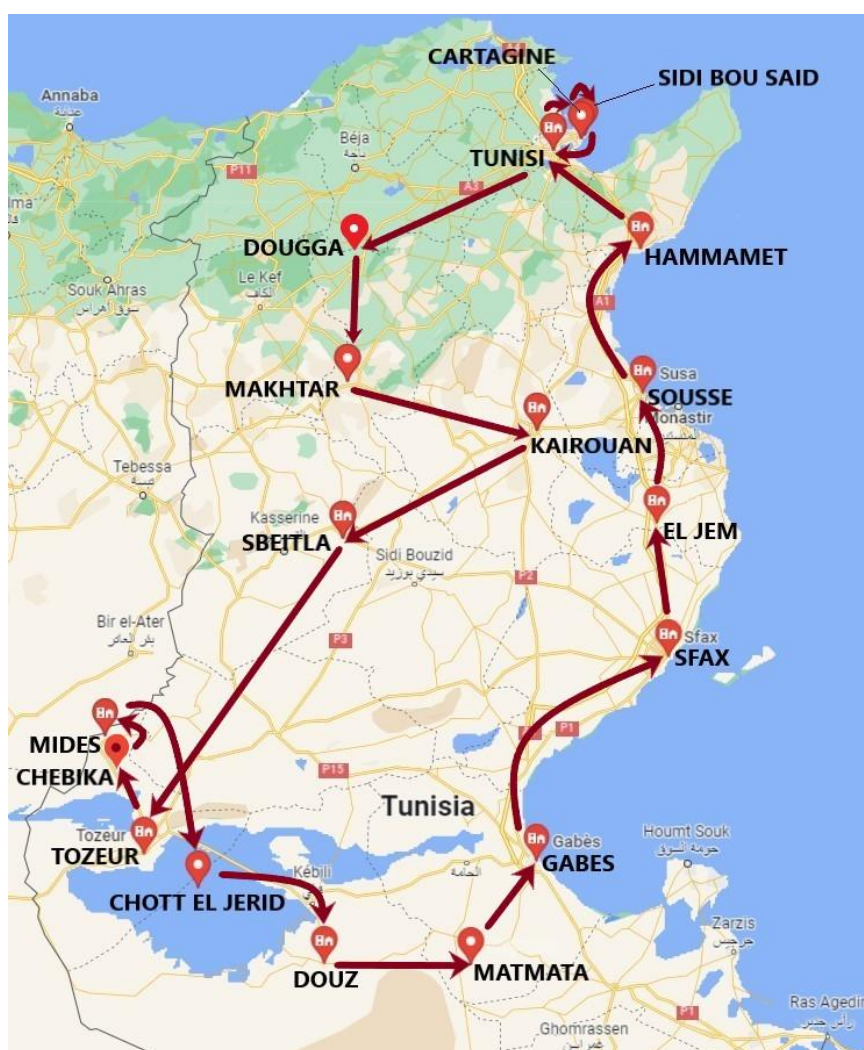 CARTAGINE
SIDI BOU SAID
Annaba
عنابة
Béja
باجة
TUNISI
P11
A3
DOUGGA
HAMMAMET
Le Kef
الكاف
Souk Ahras
سوق أهراس
A1
MAKHTAR
Susa
SOUSSE
Monastir
المنستير
KAIROUAN
Tebessa
تبسة
Kasserine
SBEITLA
EL JEM
Sidi Bouzid
سيدي بوزيد
P2
Bir el-Ater
بئر العاتر
P3
Sfax
SFAX
P1
MIDES
CHEBIKA
P15
Tunisia
Tozeur
TOZEUR
Gabès
GABES
Houmt Souk
حومة السوق
Kébili
الحامة
CHOTT EL JERID
Zarzis
جرجيس
DOUZ
MATMATA
P1
Ras Agedir
Ghomrassen
غمراسن